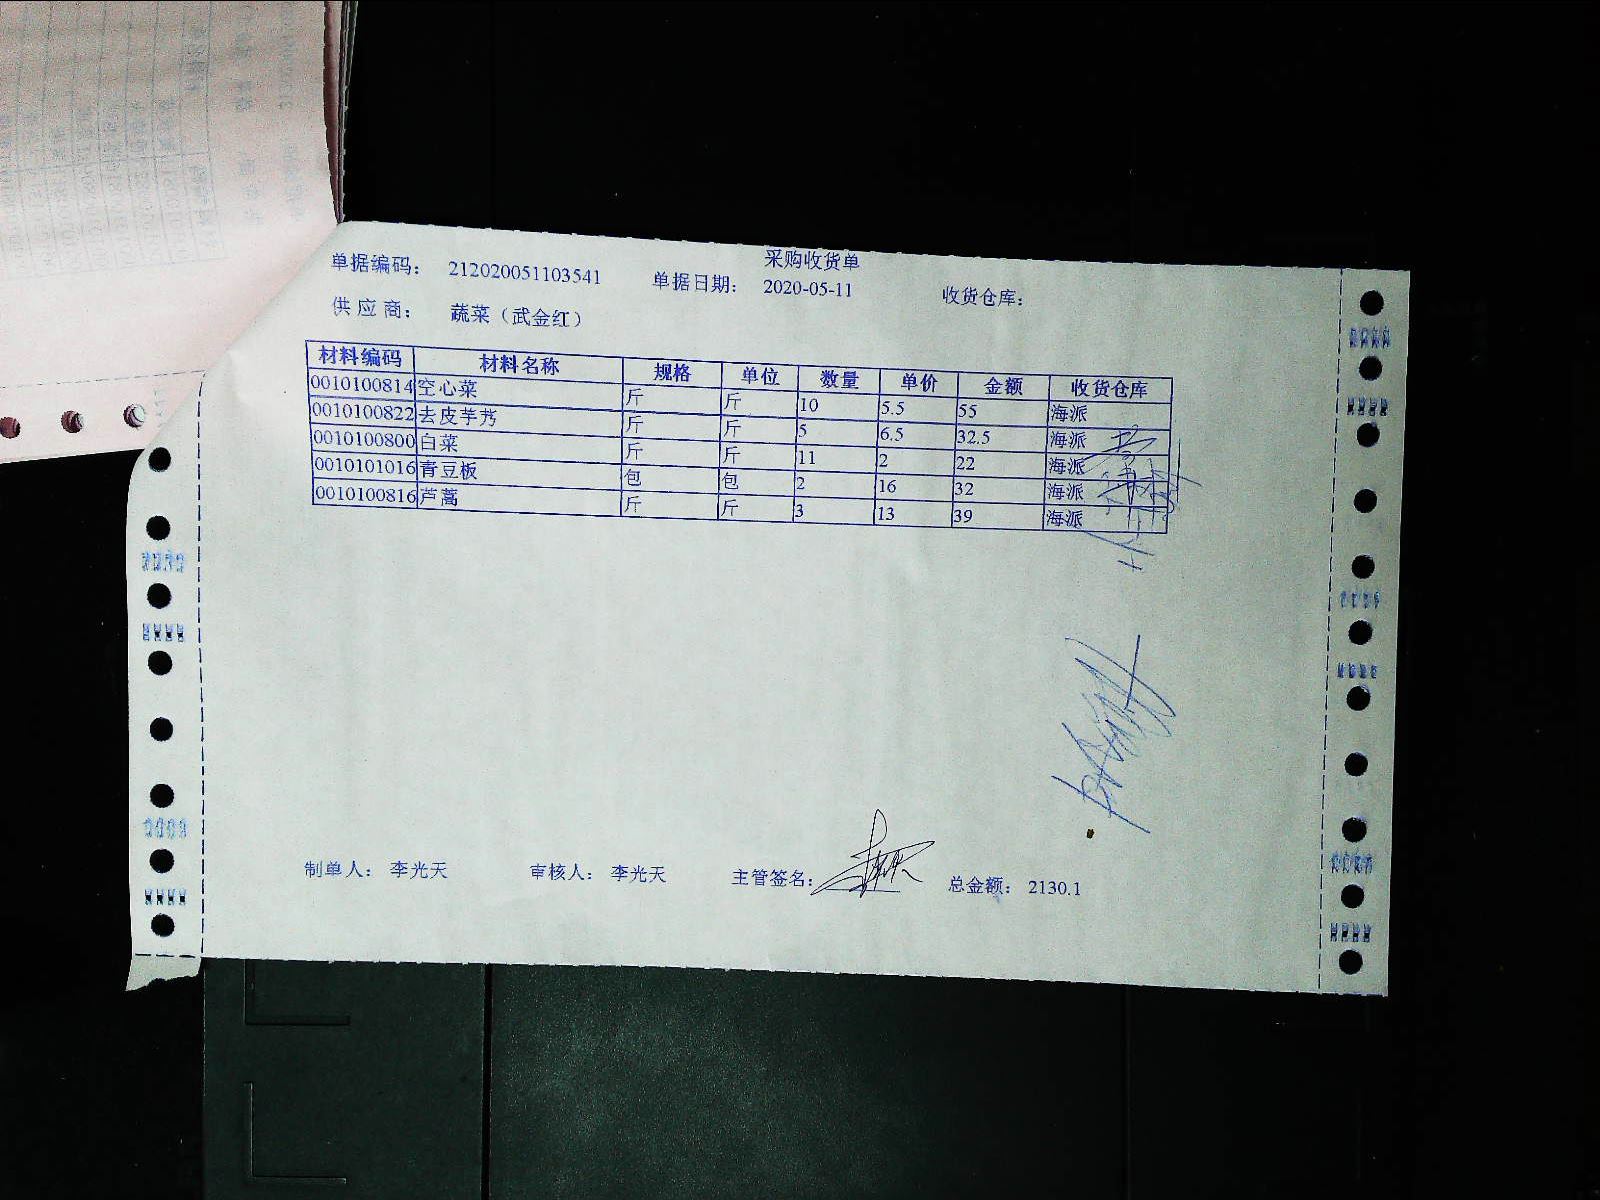 采购收货单
单据编码： 212020051103541 单据日期： 2020-05-11 收货仓库：
供应商： 蔬菜（武金红）
材料编码 材料名称 规格 单位 数量 单价 金额 收货仓库
0010100814 空心菜 斤 斤 10 5.5 55 海派
0010100822 去皮芋艿 斤 斤 5 6.5 32.5 海派
0010100800 白菜 斤 斤 11 2 22 海派
0010101016 青豆板 包 包 2 16 32 海派
0010100816 芦蒿 斤 斤 3 13 39 海派
制单人： 李光天 审核人： 李光天 主管签名： 总金额： 2130.1